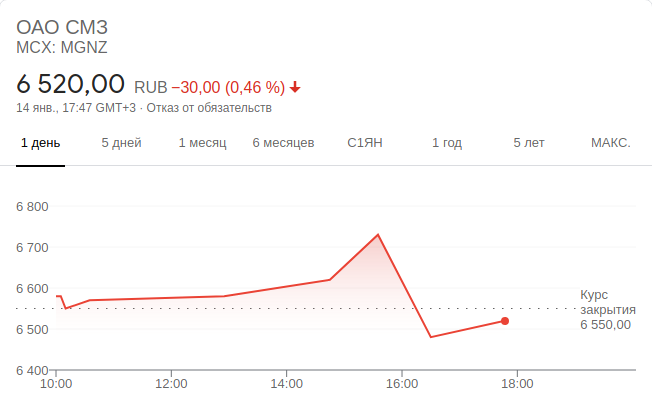 ОАО СМЗ
MCX: MGNZ
6 520,00 RUB −30,00 (0,46 %)
14 янв., 17:47 GMT+3 · Отказ от обязательств
1 день 5 дней 1 месяц 6 месяцев С1ЯН 1 год 5 лет МАКС.
6 800
6 700
6 600
6 500
6 400
Курс
закрытия
6 550,00
10:00 12:00 14:00 16:00 18:00